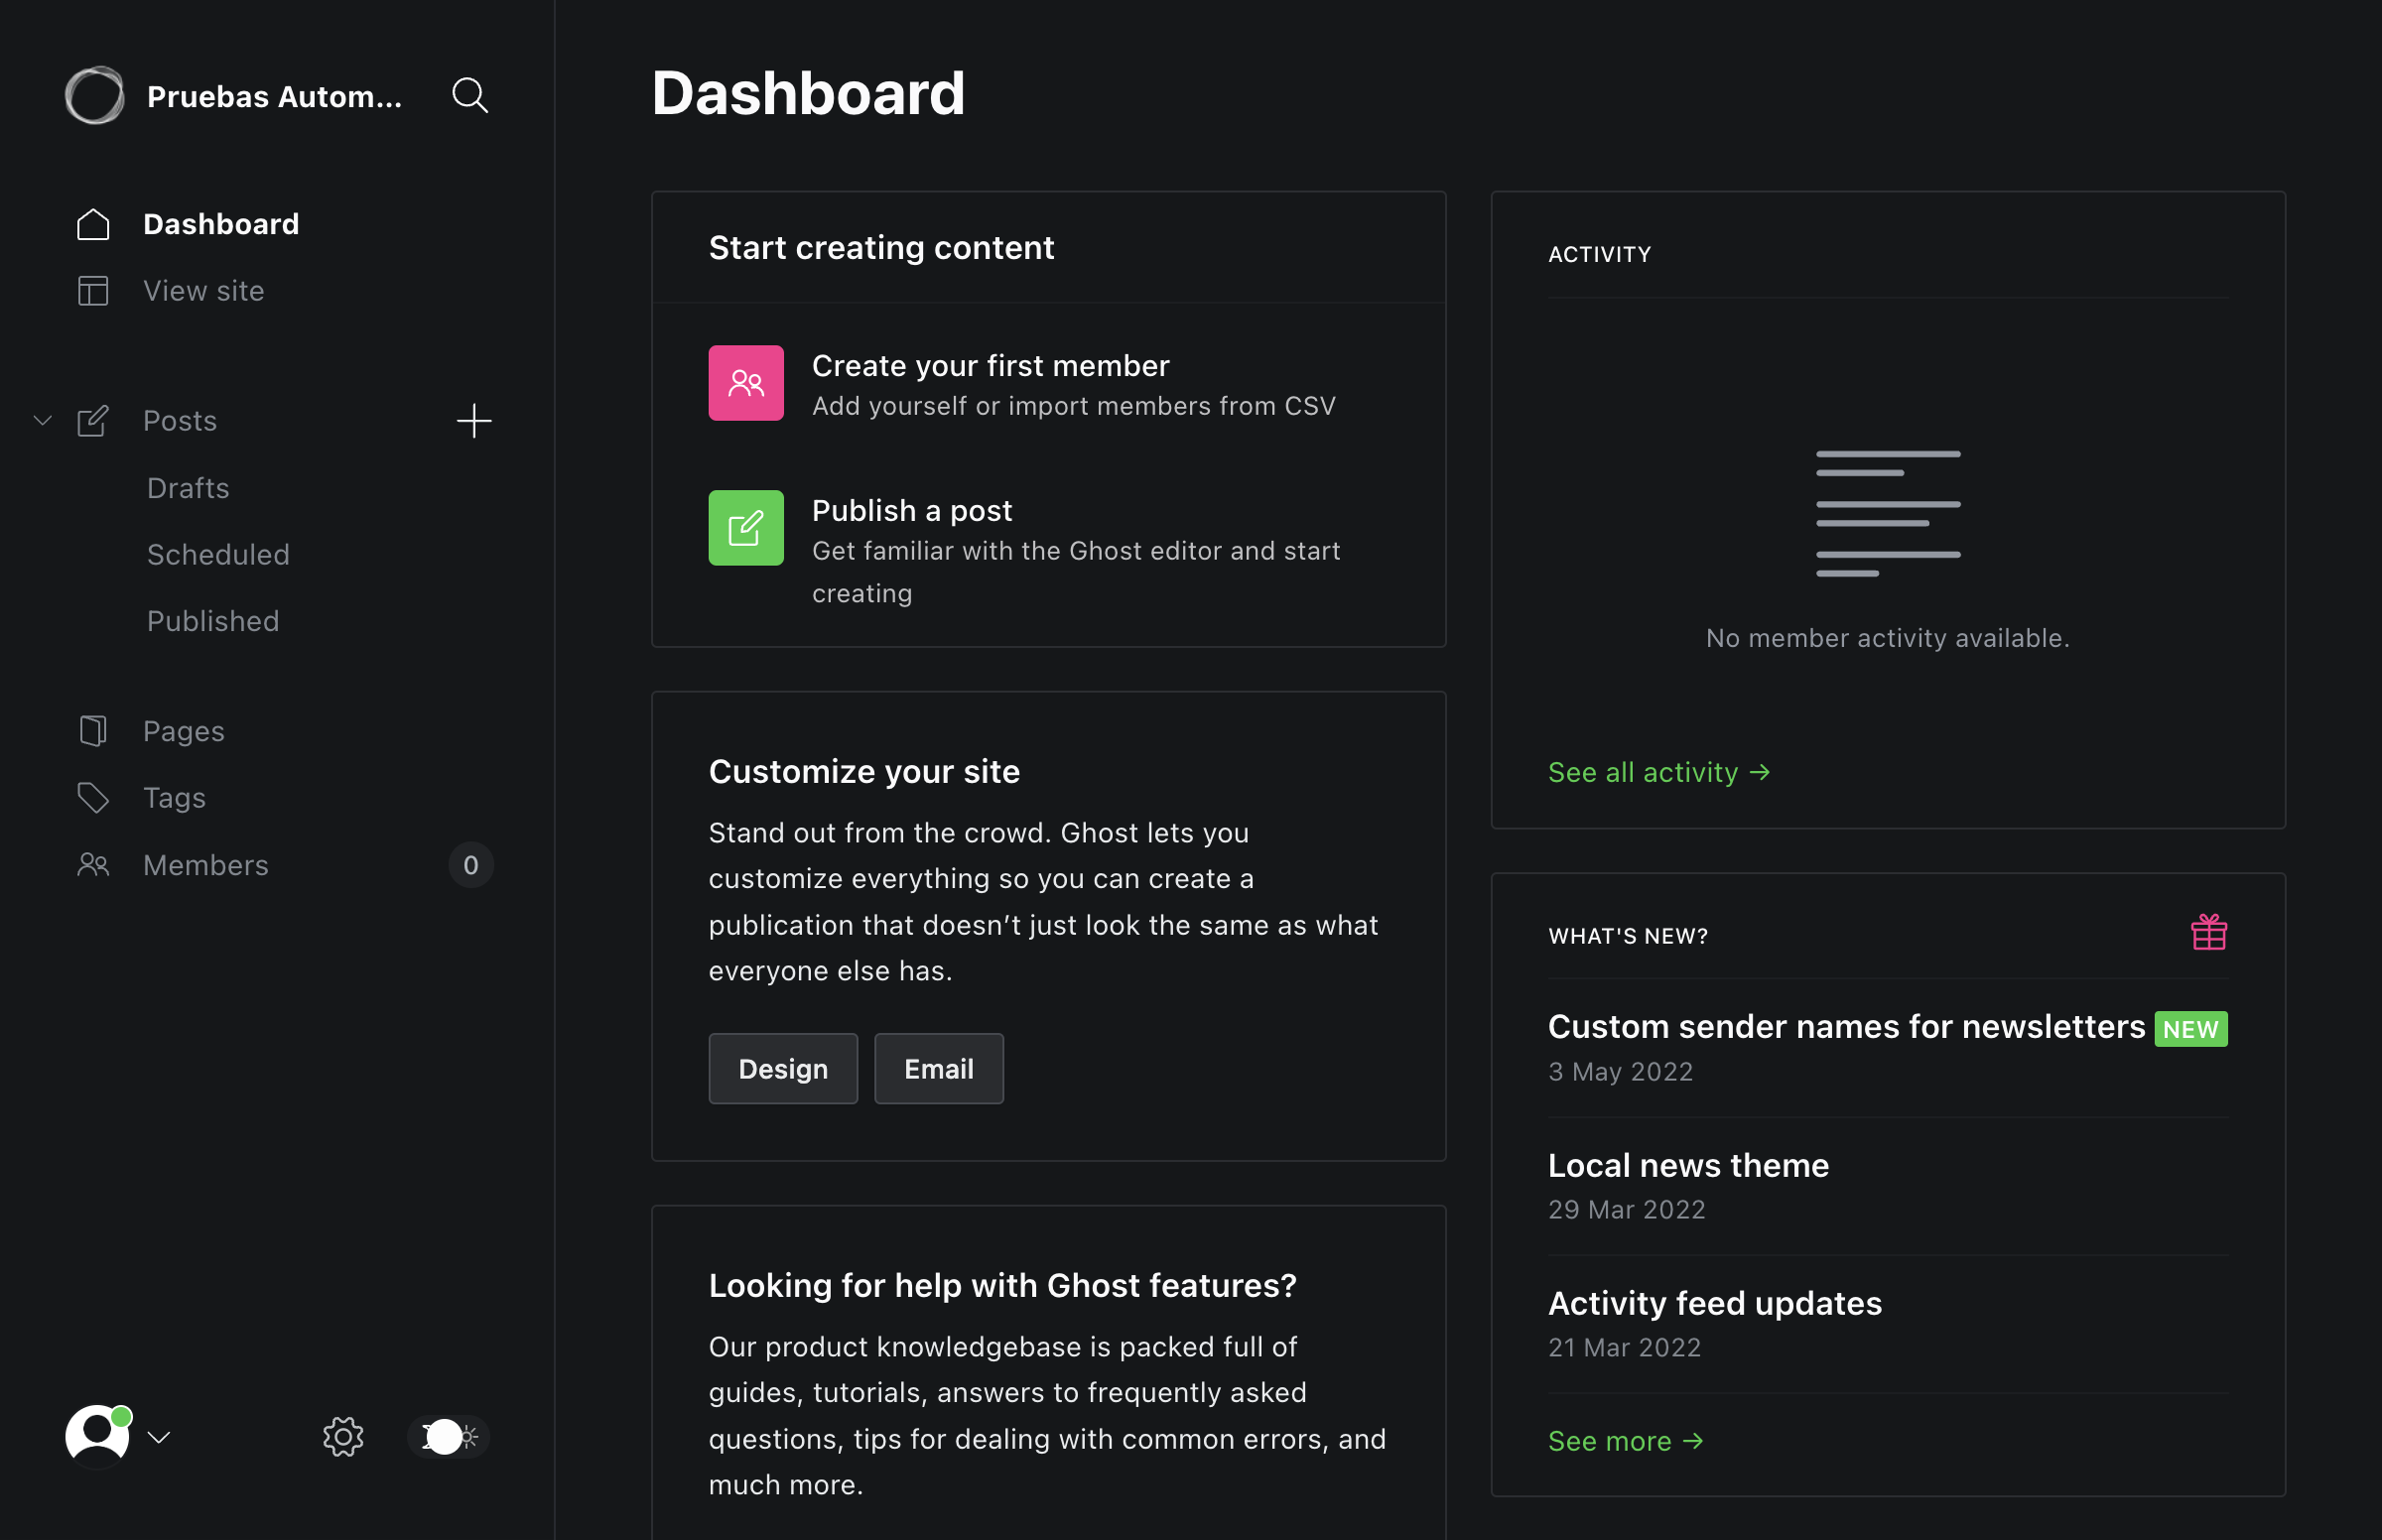 Pruebas Autom...
Dashboard
View site
Posts
Drafts
Scheduled
Published
Pages
Tags
Members
0
Dashboard
Start creating content
Create your first member
Add yourself or import members from CSV
Publish a post
Get familiar with the Ghost editor and start
creating
Customize your site
Stand out from the crowd. Ghost lets you
customize everything so you can create a
publication that doesn’t just look the same as what
everyone else has.
Design
Email
Looking for help with Ghost features?
Our product knowledgebase is packed full of
guides, tutorials, answers to frequently asked
questions, tips for dealing with common errors, and
much more.
ACTIVITY
No member activity available.
See all activity →
WHAT'S NEW?
Custom sender names for newsletters NEW
3 May 2022
Local news theme
29 Mar 2022
Activity feed updates
21 Mar 2022
See more →